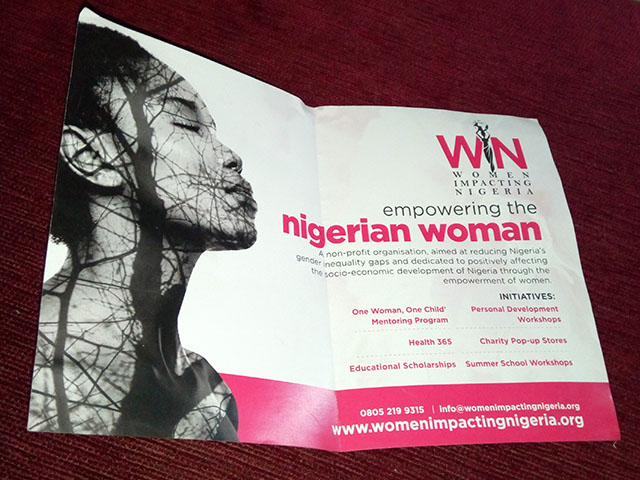 WIN
WOMEN
IMPACTING
NIGERIA
empowering the
nigerian woman
A non-profit organisation, aimed at reducing Nigeria's
gender inequality gaps and dedicated to positively affecting
the socio-economic development of Nigeria through the
empowerment of women.
INITIATIVES:
One Woman, One Child'
Mentoring Program
Personal Development
Workshops
Health 365
Charity Pop-up Stores
Educational Scholarships
Summer School Workshops
0805 219 9315 | info@womenimpactingnigeria.org
www.womenimpactingnigeria.org